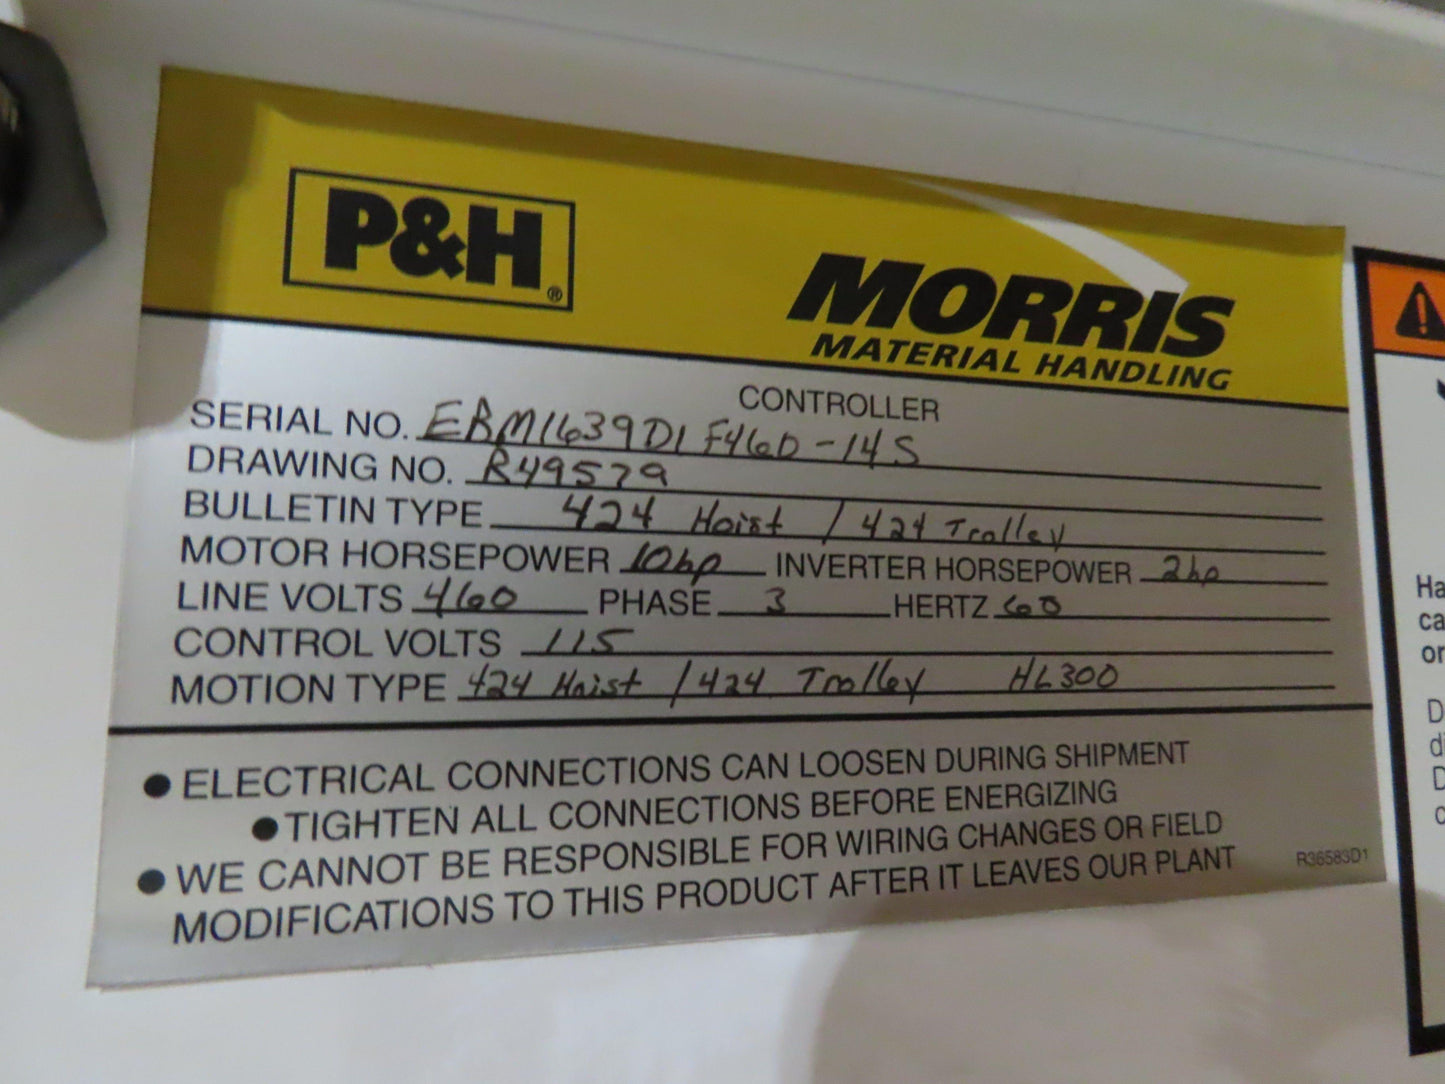 P&H®
MORRIS
MATERIAL HANDLING
CONTROLLER
SERIAL NO. EBM1639D1F460-14S
DRAWING NO. R49579
BULLETIN TYPE 424 Hoist / 424 Trolley
MOTOR HORSEPOWER 10hp INVERTER HORSEPOWER 2hp
LINE VOLTS 460 PHASE 3 HERTZ 60
CONTROL VOLTS 115
MOTION TYPE 424 Hoist / 424 Trolley HL300
● ELECTRICAL CONNECTIONS CAN LOOSEN DURING SHIPMENT
● TIGHTEN ALL CONNECTIONS BEFORE ENERGIZING
● WE CANNOT BE RESPONSIBLE FOR WIRING CHANGES OR FIELD
MODIFICATIONS TO THIS PRODUCT AFTER IT LEAVES OUR PLANT
R36583D1
Ha
ca
or